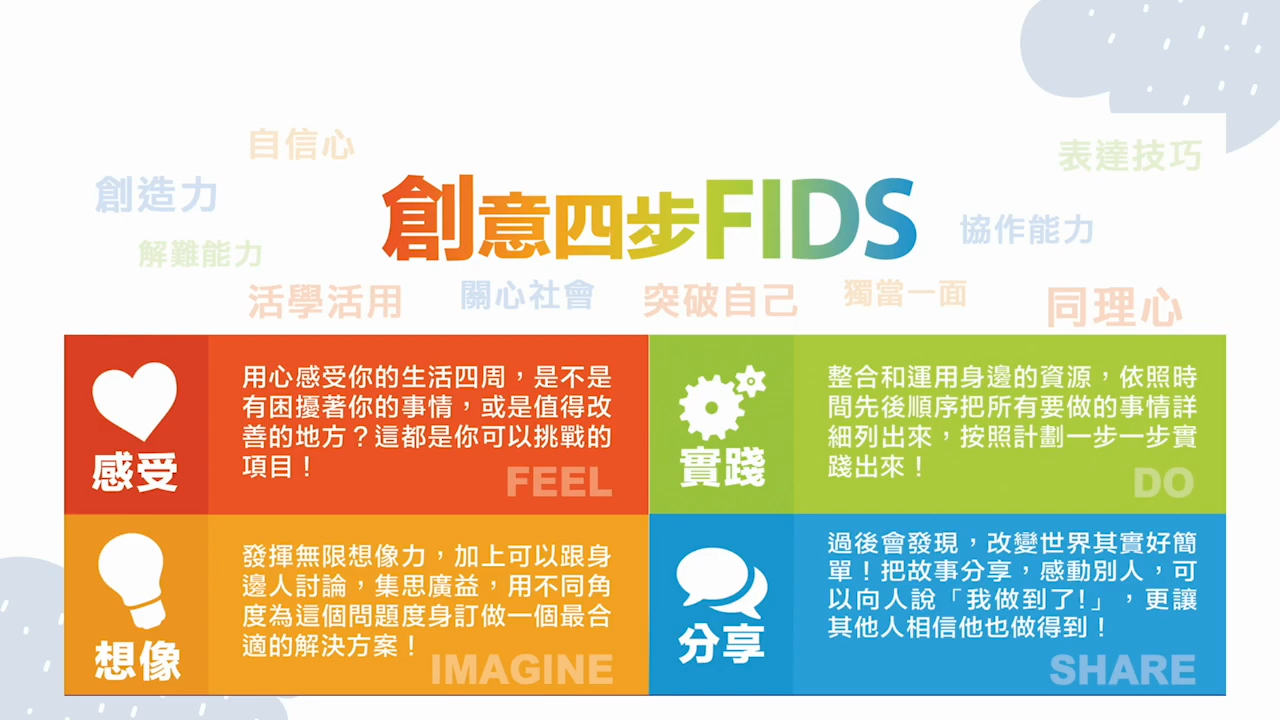 自信心
表達技巧
創造力
創意四步FIDS
協作能力
解難能力
活學活用
關心社會
突破自己
獨當一面
同理心
感受
用心感受你的生活四周，是不是
有困擾著你的事情，或是值得改
善的地方？這都是你可以挑戰的
項目！
FEEL
實踐
整合和運用身邊的資源，依照時
間先後順序把所有要做的事情詳
細列出來，按照計劃一步一步實
踐出來！
DO
想像
發揮無限想像力，加上可以跟身
邊人討論，集思廣益，用不同角
度為這個問題度身訂做一個最合
適的解決方案！
IMAGINE
分享
過後會發現，改變世界其實好簡
單！把故事分享，感動別人，可
以向人說「我做到了!」，更讓
其他人相信他也做得到！
SHARE